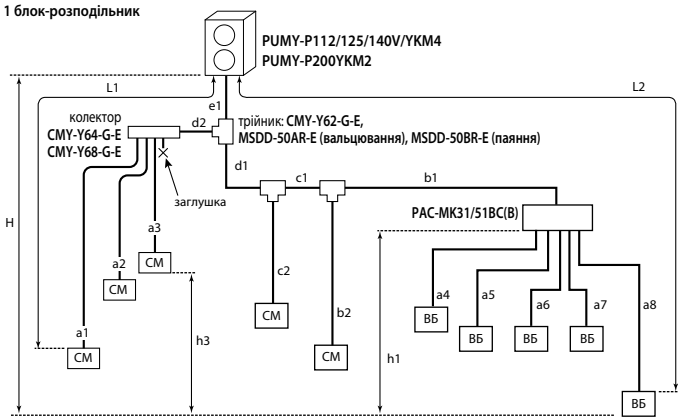 1 блок-розподільник
PUMY-P112/125/140V/YKM4
PUMY-P200YKM2
L1
L2
e1
колектор
CMY-Y64-G-E
CMY-Y68-G-E
d2
трійник: CMY-Y62-G-E,
MSDD-50AR-E (вальцювання), MSDD-50BR-E (паяння)
d1
c1
b1
заглушка
PAC-MK31/51BC(B)
H
a3
a2
a1
СМ
СМ
СМ
h3
c2
СМ
b2
СМ
h1
a4
a5
a6
a7
a8
ВБ
ВБ
ВБ
ВБ
ВБ